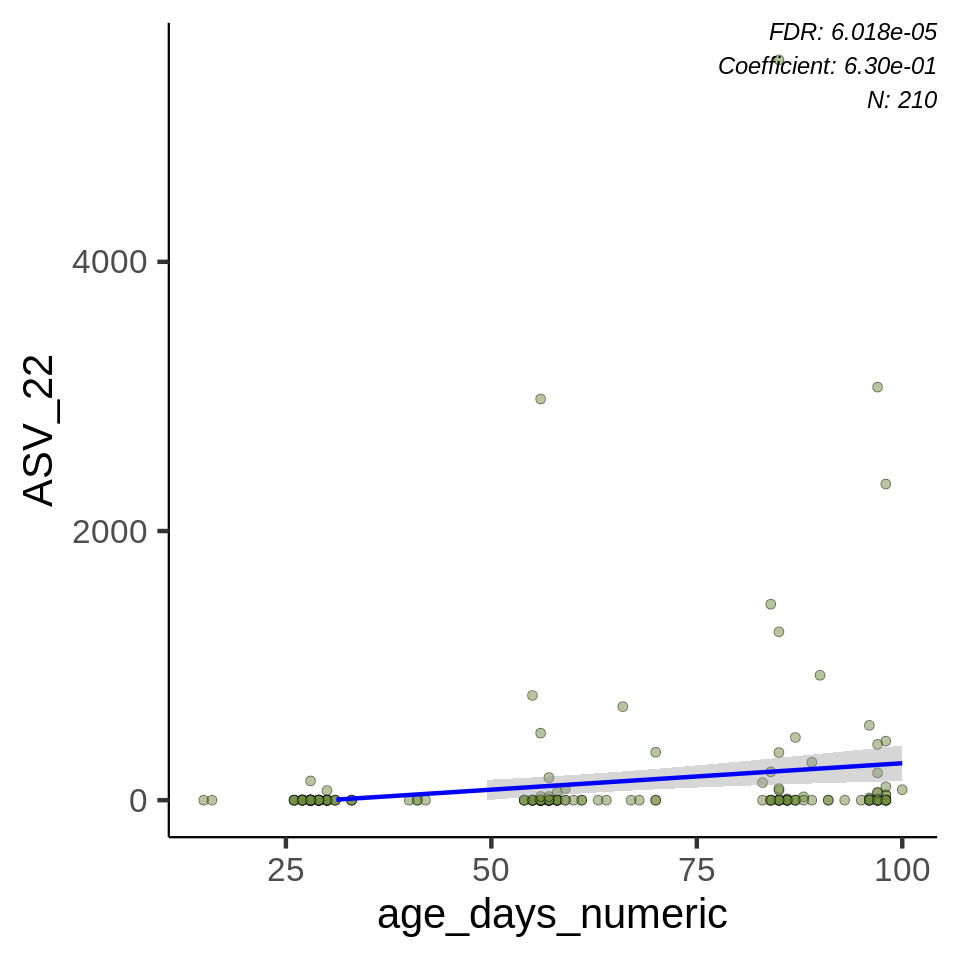 FDR: 6.018e-05
Coefficient: 6.30e-01
N: 210
4000
2000
0
ASV_22
25 50 75 100
age_days_numeric